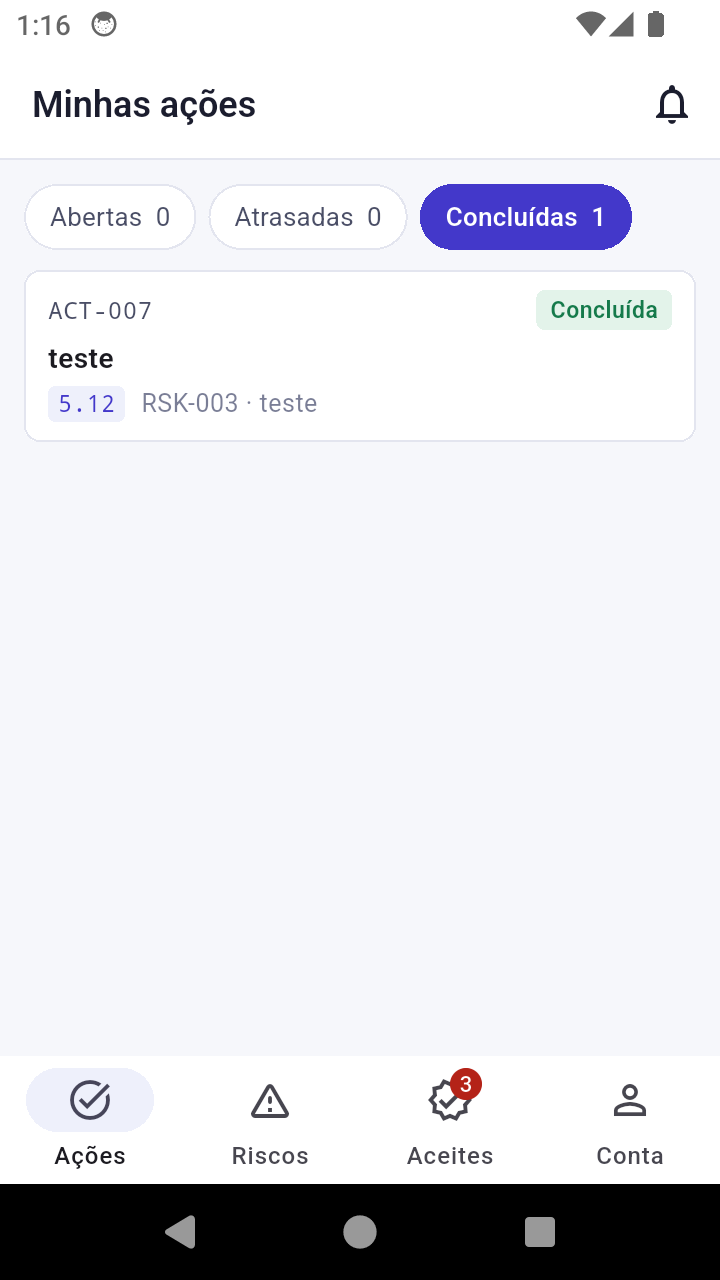 1:16
Minhas ações
Abertas 0 Atrasadas 0 Concluídas 1
ACT-007 Concluída
teste
5.12 RSK-003 · teste
3
Ações Riscos Aceites Conta